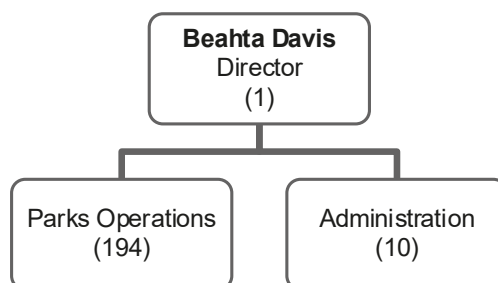 Beahta Davis
Director
(1)
Parks Operations
(194)
Administration
(10)